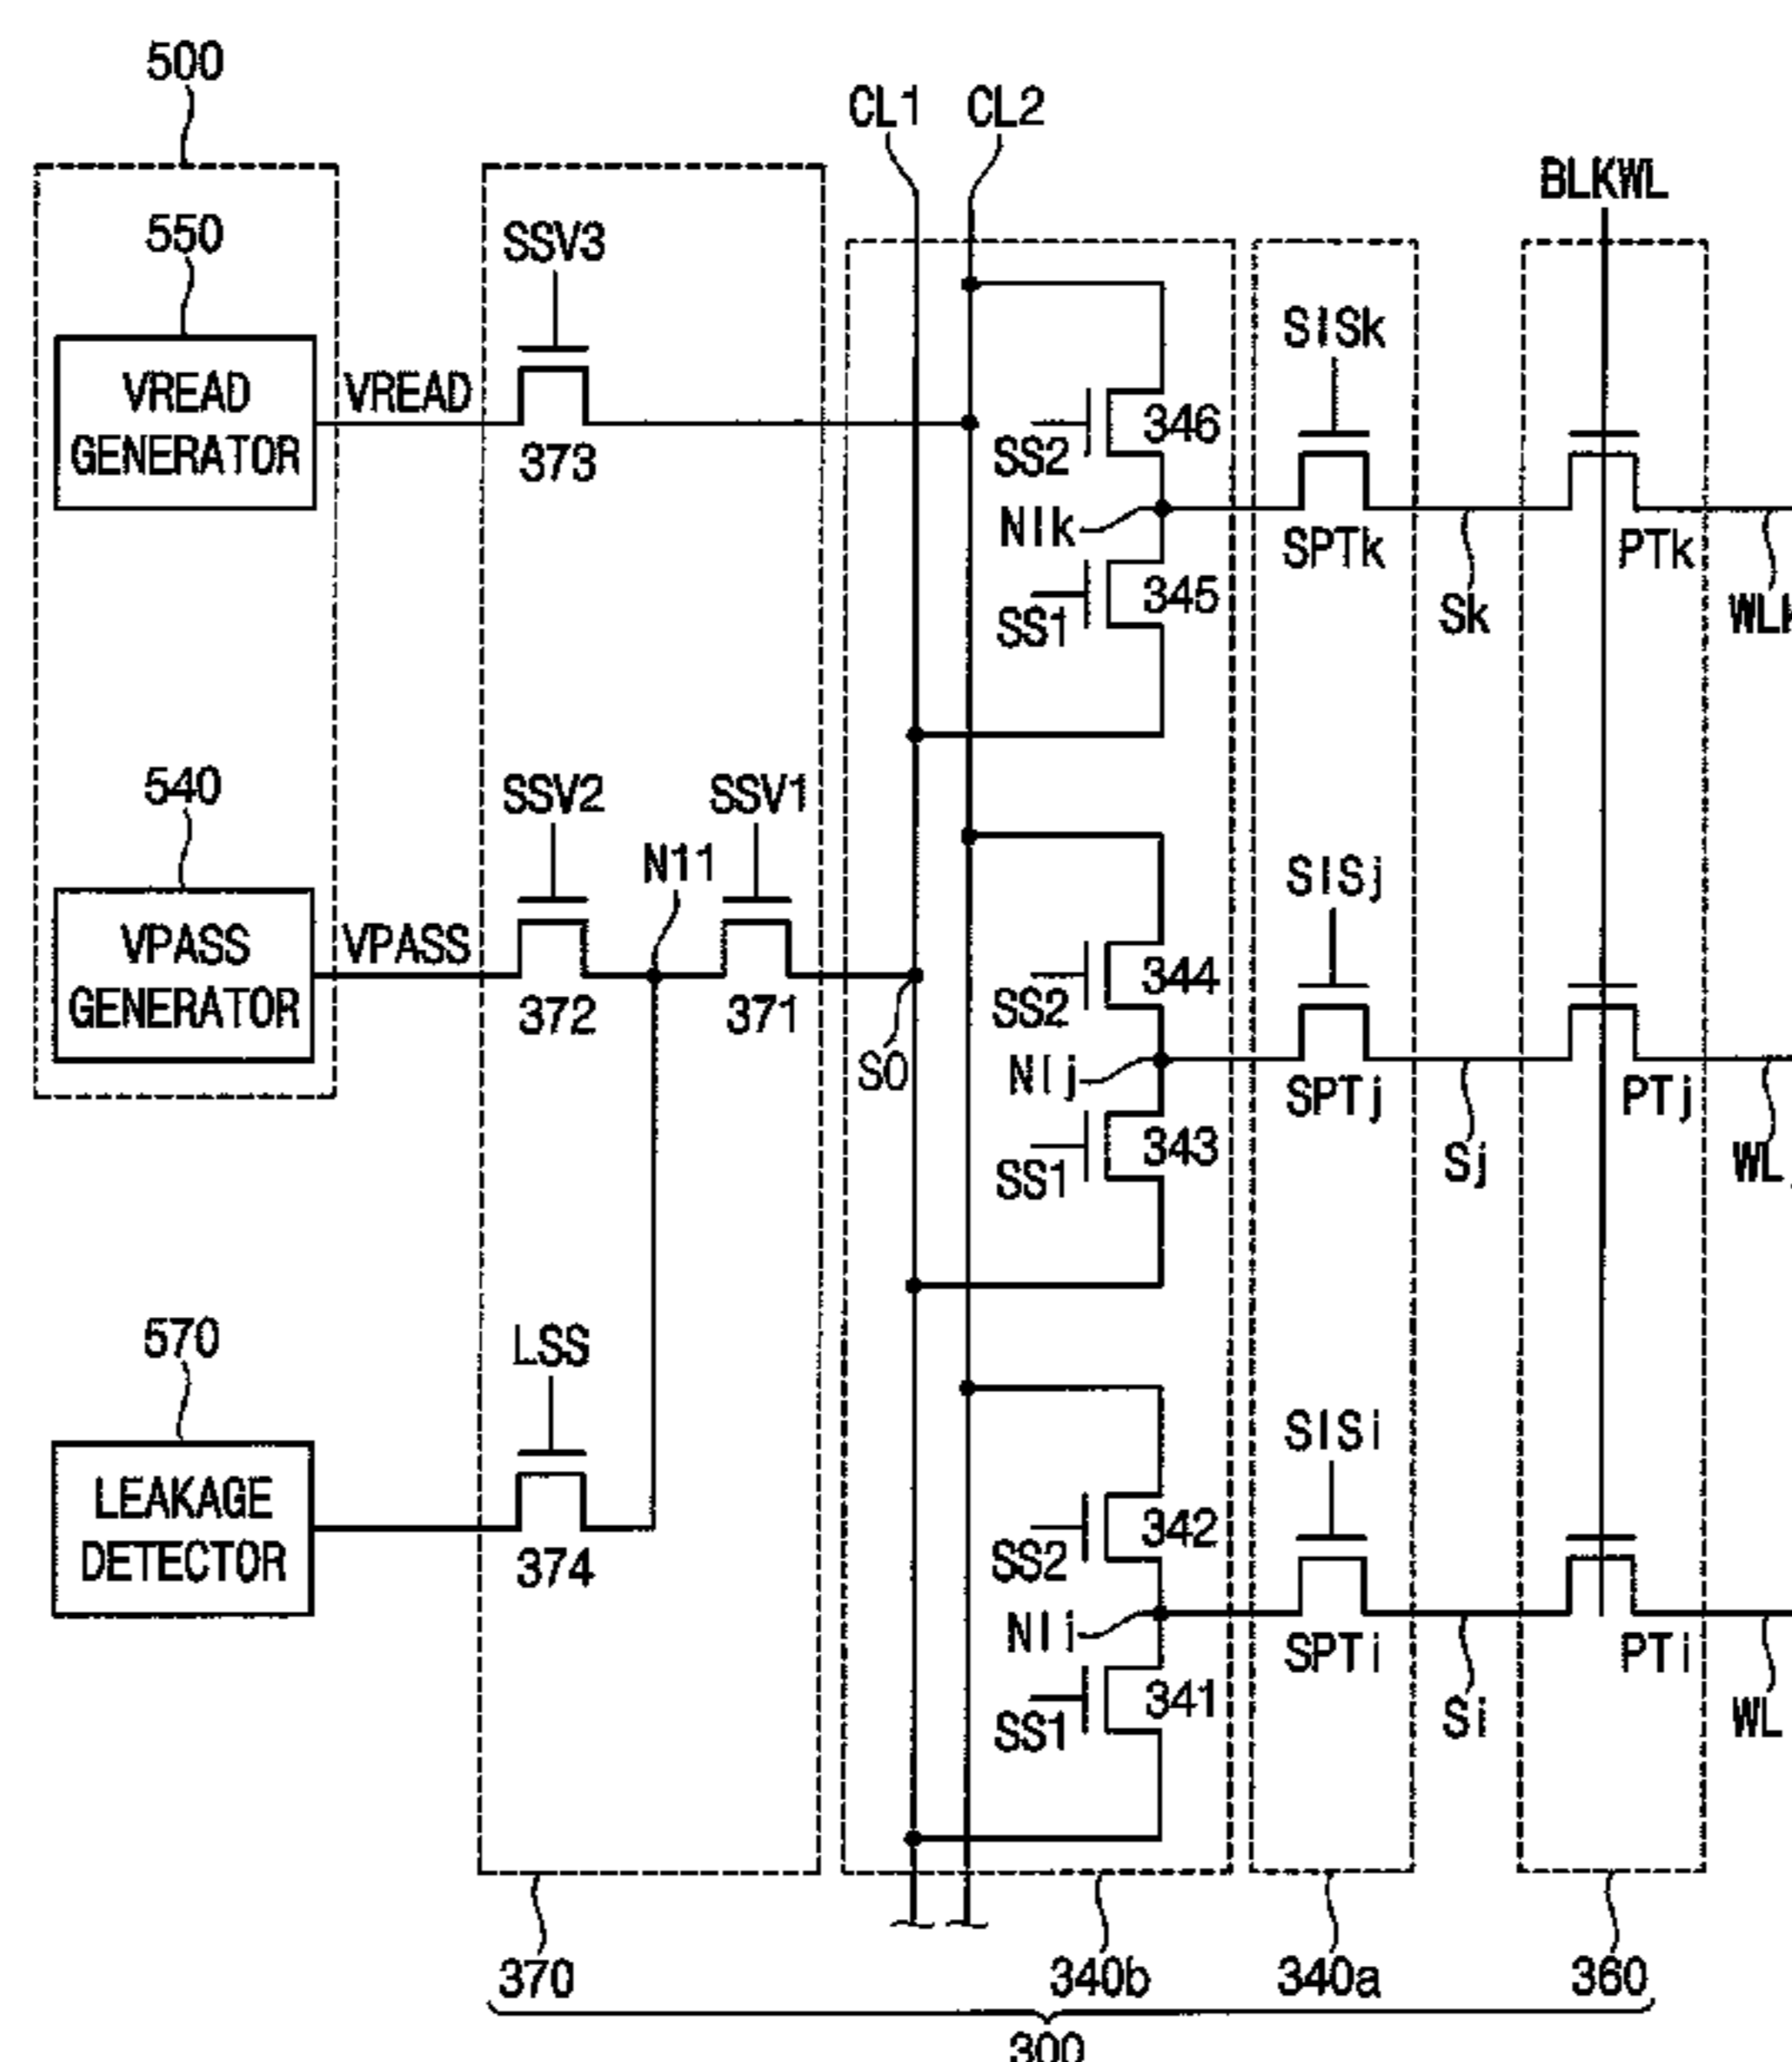 500
CL1 CL2
BLKWL
550
SSV3
SISk
VREAD
GENERATOR
VREAD
373
SS2
346
NIk
SPTk
PTk
SS1
345
Sk
WLk
540
SSV2
SSV1
N11
SISj
VPASS
GENERATOR
VPASS
372
371
S0
SS2
344
NIj
SPTj
PTj
SS1
343
Sj
WL
570
LSS
SISi
LEAKAGE
DETECTOR
374
SS2
342
NIi
SPTi
PTi
SS1
341
Si
WL
370
340b
340a
360
300